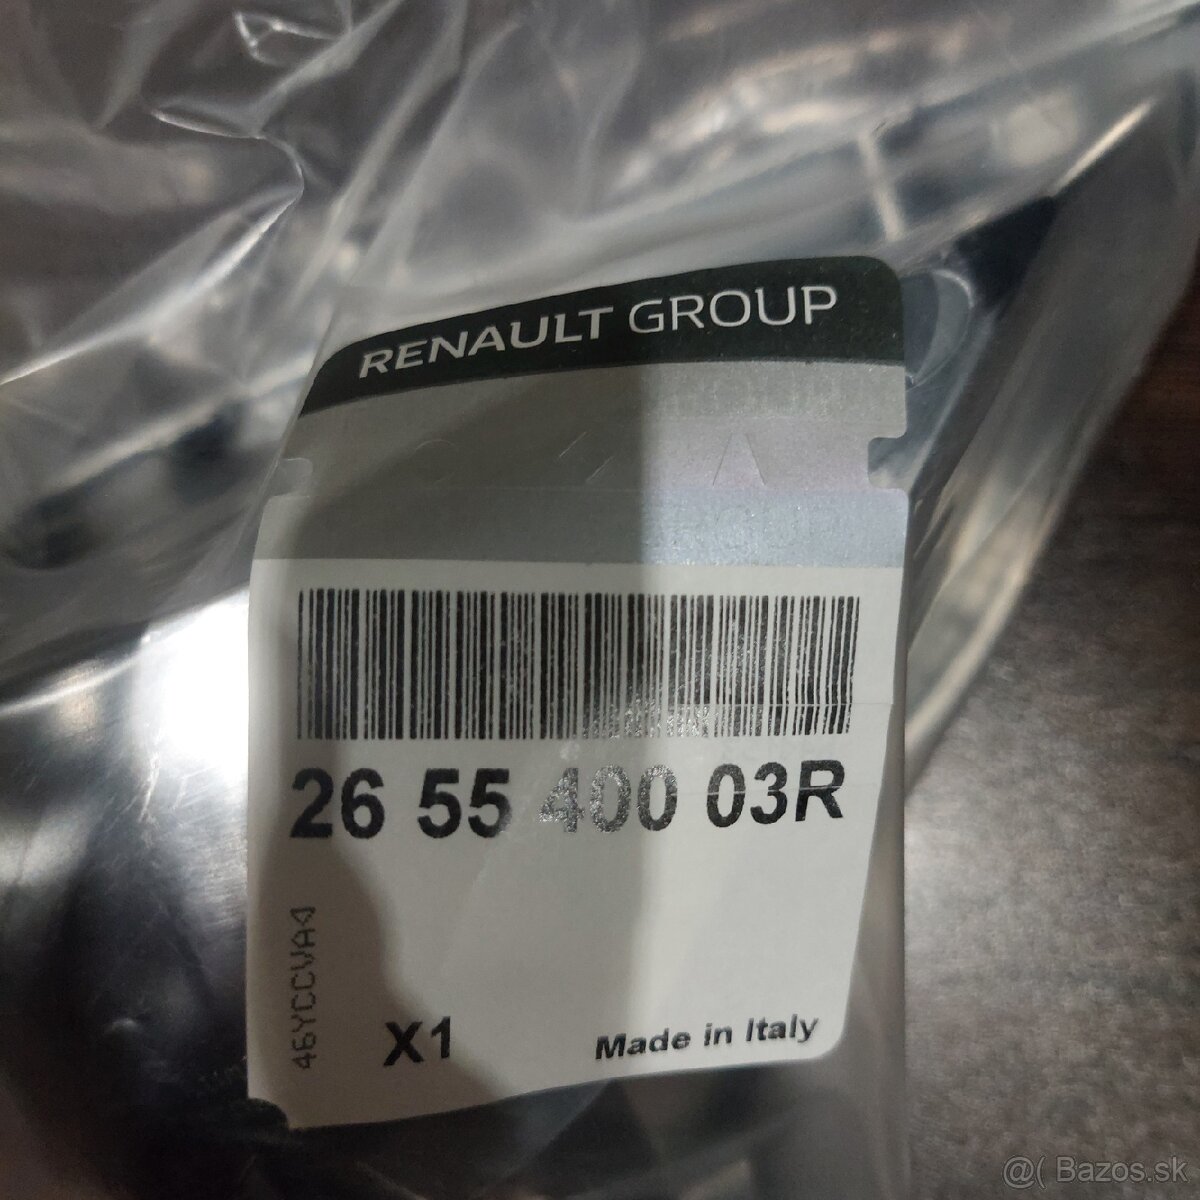 RENAULT GROUP
26 55 400 03R
46YCCVA4
X1
Made in Italy
@( Bazos.sk